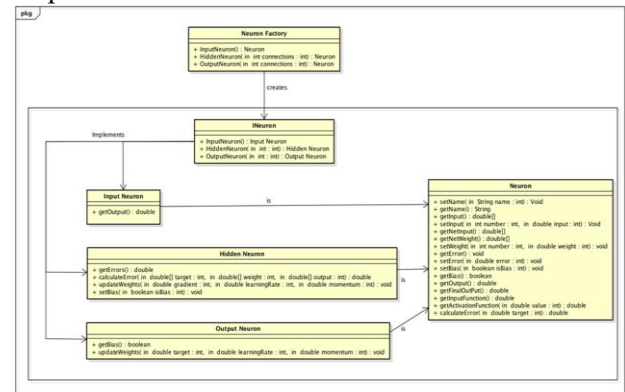 pkg
Neuron Factory
+ InputNeuron() : Neuron
+ HiddenNeuron( in int connections : int) : Neuron
+ OutputNeuron( in int connections : int) : Neuron
creates
INeuron
+ InputNeuron() : Input Neuron
+ HiddenNeuron( in int : int) : Hidden Neuron
+ OutputNeuron( in int : int) : Output Neuron
Implements
Input Neuron
+ getOutput() : double
is
Neuron
+ setName( in String name : int) : Void
+ getName() : String
+ getInput() : double[]
+ setInput( in int number : int, in double input : int) : Void
+ getNetInput() : double[]
+ getNetWeight() : double[]
+ setWeight( in int number : int, in double weight : int) : void
+ getError() : void
+ setError( in double error : int) : void
+ setBias( in boolean isBias : int) : void
+ getBias() : boolean
+ getOutput() : double
+ getFinalOutPut() : double
+ getInputFunction() : double
+ getActivationFunction( in double value : int) : double
+ calculateError( in double target : int) : double
Hidden Neuron
+ getErrors() : double
+ calculateError( in double[] target : int, in double[] weight : int, in double[] output : int) : double
+ updateWeights( in double gradient : int, in double learningRate : int, in double momentum : int) : void
+ setBias( in boolean isBias : int) : void
is
Output Neuron
+ getBias() : boolean
+ updateWeights( in double target : int, in double learningRate : int, in double momentum : int) : void
is